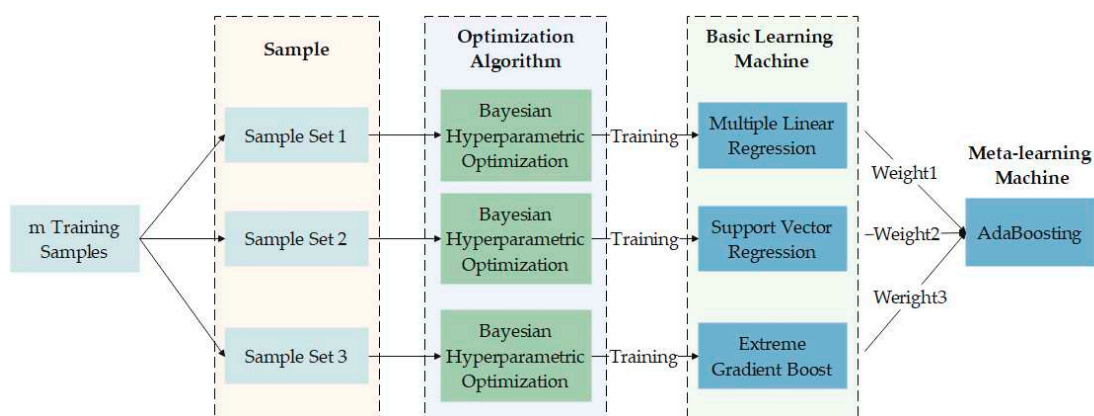 Sample
Optimization
Algorithm
Basic Learning
Machine
Meta-learning
Machine
m Training
Samples
Sample Set 1
Bayesian
Hyperparametric
Optimization
Training
Multiple Linear
Regression
Weight1
Sample Set 2
Bayesian
Hyperparametric
Optimization
Training
Support Vector
Regression
Weight2
AdaBoosting
Sample Set 3
Bayesian
Hyperparametric
Optimization
Training
Extreme
Gradient Boost
Weright3